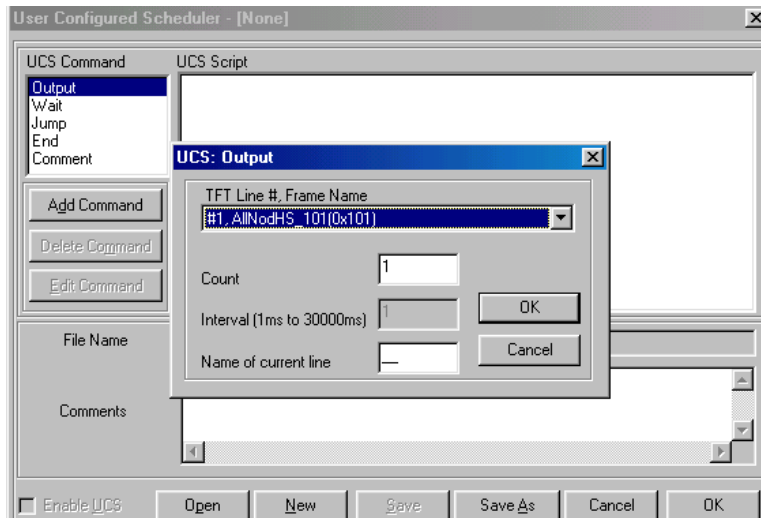 User Configured Scheduler - [None]
UCS Command
UCS Script
Output
Wait
Jump
End
Comment
Add Command
Delete Command
Edit Command
UCS: Output
TFT Line #, Frame Name
#1, AllNodHS_101(0x101)
Count
1
Interval (1ms to 30000ms)
1
Name of current line
__
OK
Cancel
File Name
Comments
Enable UCS
Open
New
Save
Save As
Cancel
OK